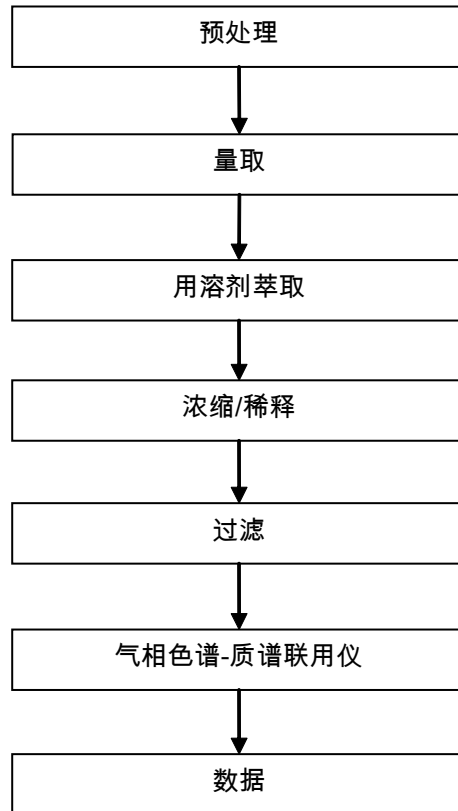 预处理
量取
用溶剂萃取
浓缩/稀释
过滤
气相色谱-质谱联用仪
数据